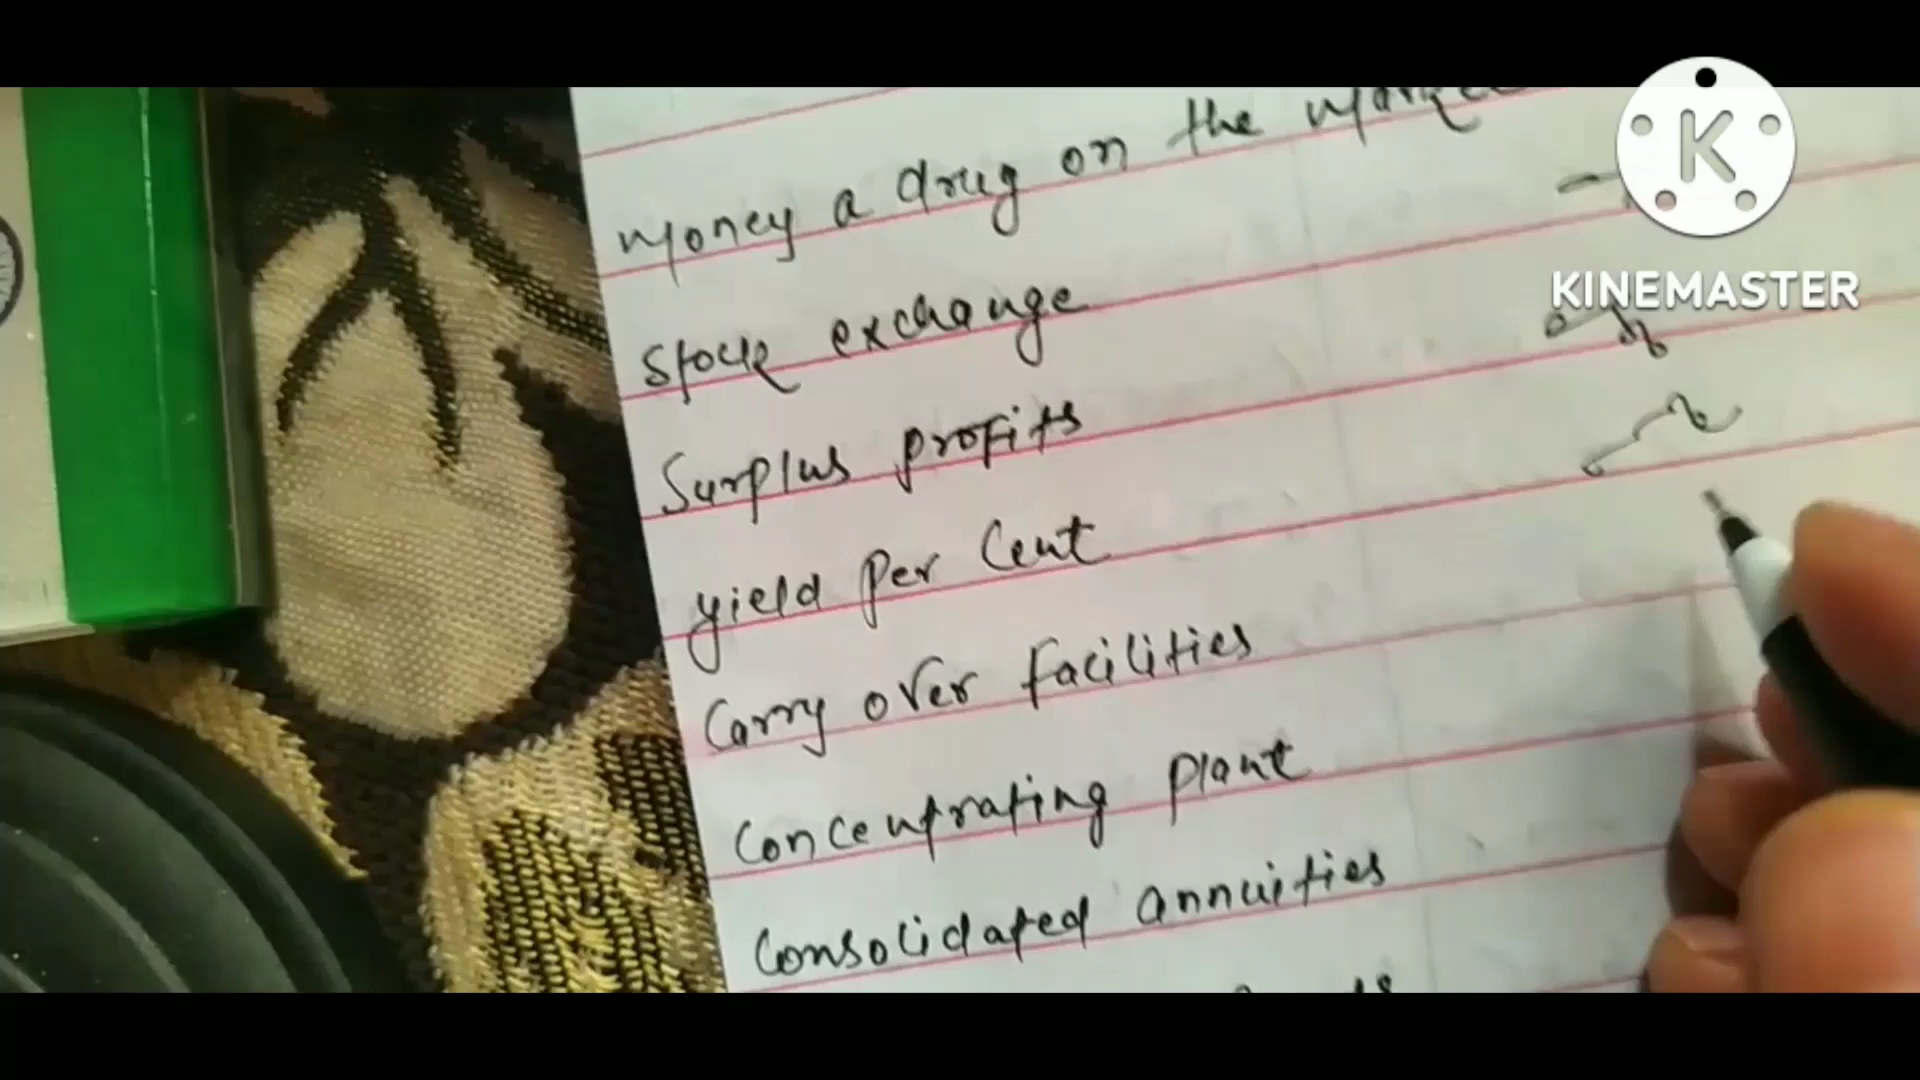 Money a drug on the Market
Stock exchange
Surplus profits
yield Per Cent
Carry over facilities
Concentrating plant
Consolidated annuities
K
KINEMASTER